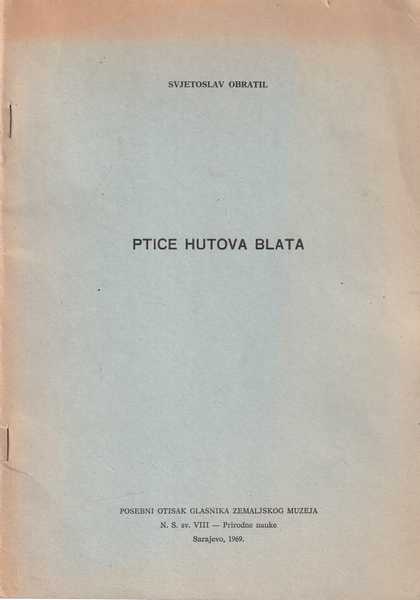 SVJETOSLAV OBRATIL
PTICE HUTOVA BLATA
POSEBNI OTISAK GLASNIKA ZEMALJSKOG MUZEJA
N. S. sv. VIII — Prirodne nauke
Sarajevo, 1969.